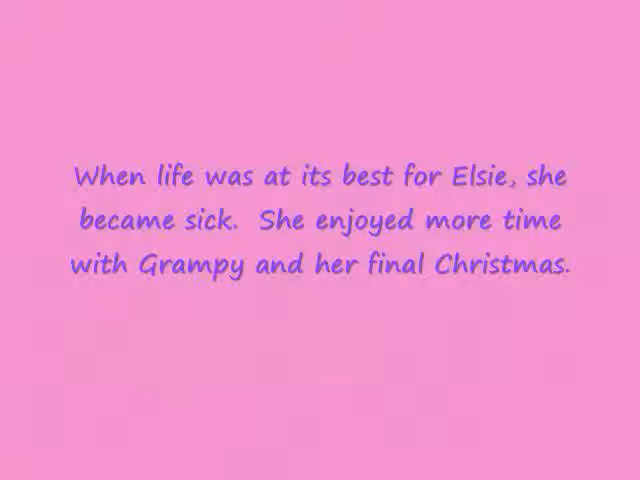 When life was at its best for Elsie, she
became sick.  She enjoyed more time
with Grampy and her final Christmas.